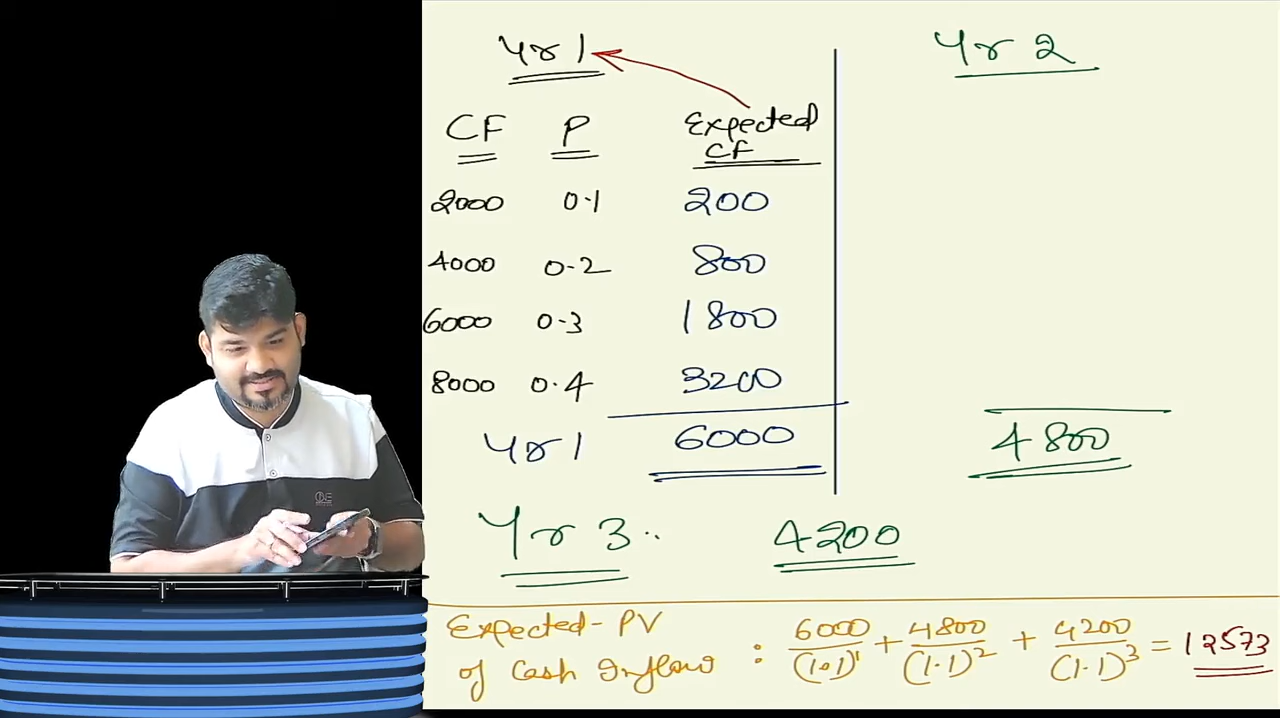 Yr 1
Yr 2
CF P Expected CF
2000 0.1 200
4000 0.2 800
6000 0.3 1800
8000 0.4 3200
Yr 1 6000
4800
Yr 3.. 4200
Expected-PV of Cash Inflow : 6000/(1.1)^1 + 4800/(1.1)^2 + 4200/(1.1)^3 = 12573